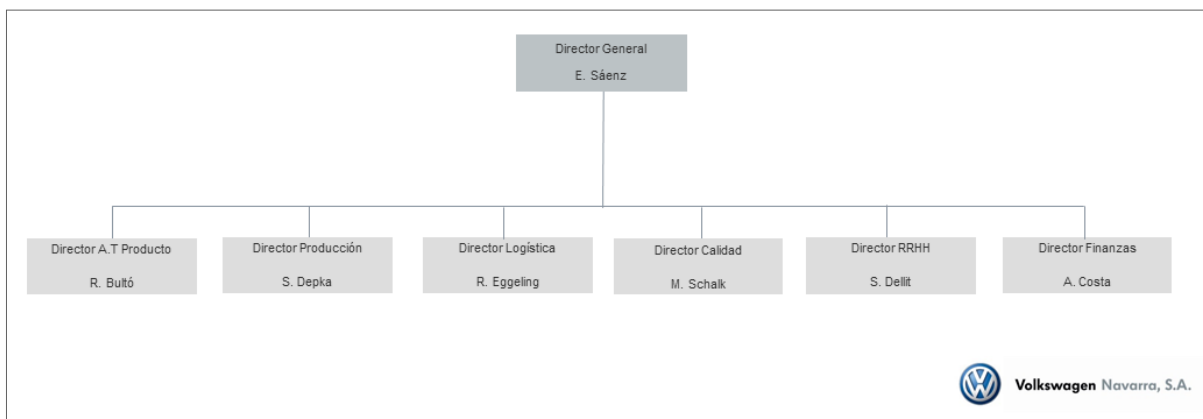 Director General
E. Sáenz
Director A.T Producto
R. Bultó
Director Producción
S. Depka
Director Logística
R. Eggeling
Director Calidad
M. Schalk
Director RRHH
S. Dellit
Director Finanzas
A. Costa
Volkswagen Navarra, S.A.